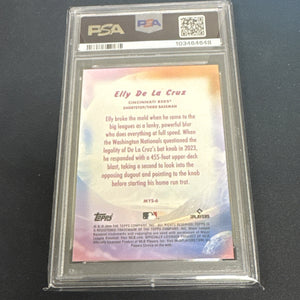 PSA
PSA
103464649
Elly De La Cruz
CINCINNATI REDS®
SHORTSTOP/THIRD BASEMAN
Elly broke the mold when he came to the
big leagues as a lanky, powerful blur
who does everything at full speed. When
the Washington Nationals questioned the
legality of De La Cruz's bat knob in 2023,
he responded with a 455-foot upper-deck
blast, taking a second to look into the
opposing dugout and pointing to the knob
before starting his home run trot.
MYS-6
Topps
MLB
PLAYERS